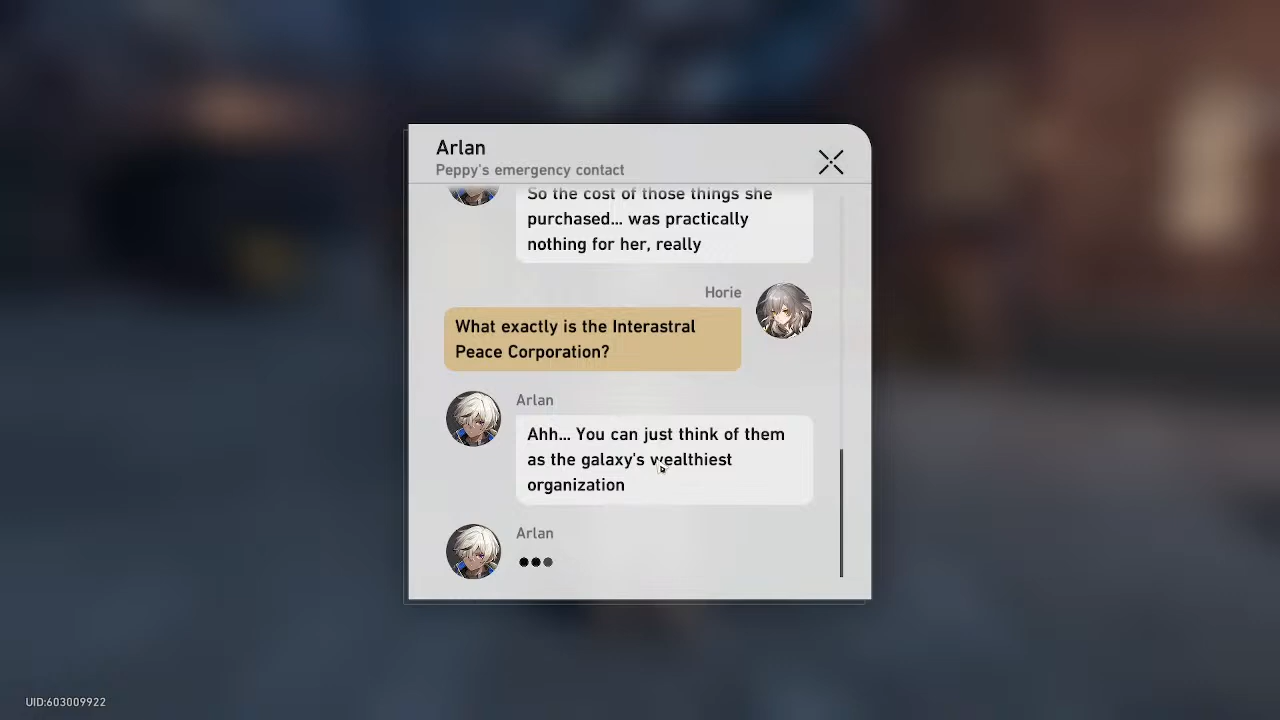 Arlan
Peppy's emergency contact
So the cost of those things she
purchased... was practically
nothing for her, really
Horie
What exactly is the Interastral
Peace Corporation?
Arlan
Ahh... You can just think of them
as the galaxy's wealthiest
organization
Arlan
UID:603009922